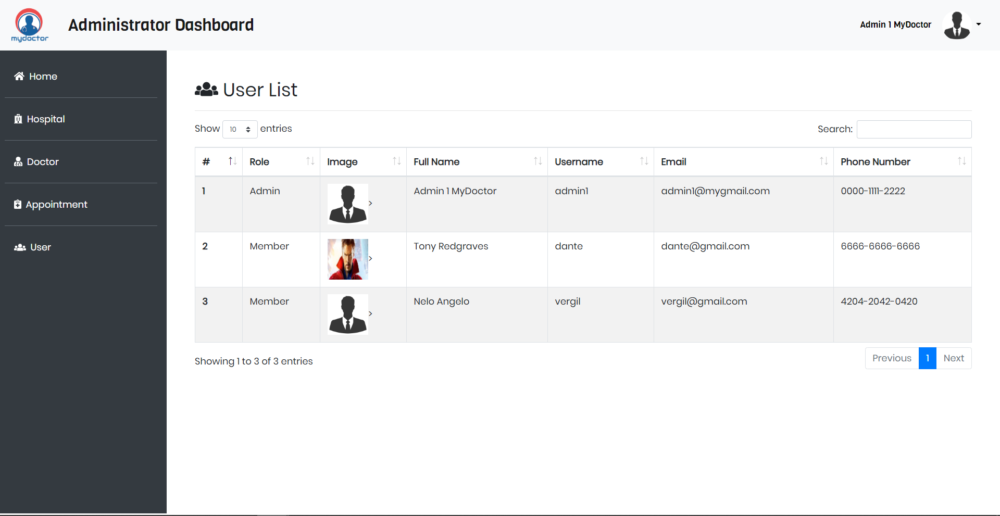 mydoctor
Administrator Dashboard
Admin 1 MyDoctor
Home
Hospital
Doctor
Appointment
User
User List
Show 10 entries
Search:
# Role Image Full Name Username Email Phone Number
1 Admin > Admin 1 MyDoctor admin1 admin1@mygmail.com 0000-1111-2222
2 Member > Tony Redgraves dante dante@gmail.com 6666-6666-6666
3 Member > Nelo Angelo vergil vergil@gmail.com 4204-2042-0420
Showing 1 to 3 of 3 entries
Previous 1 Next